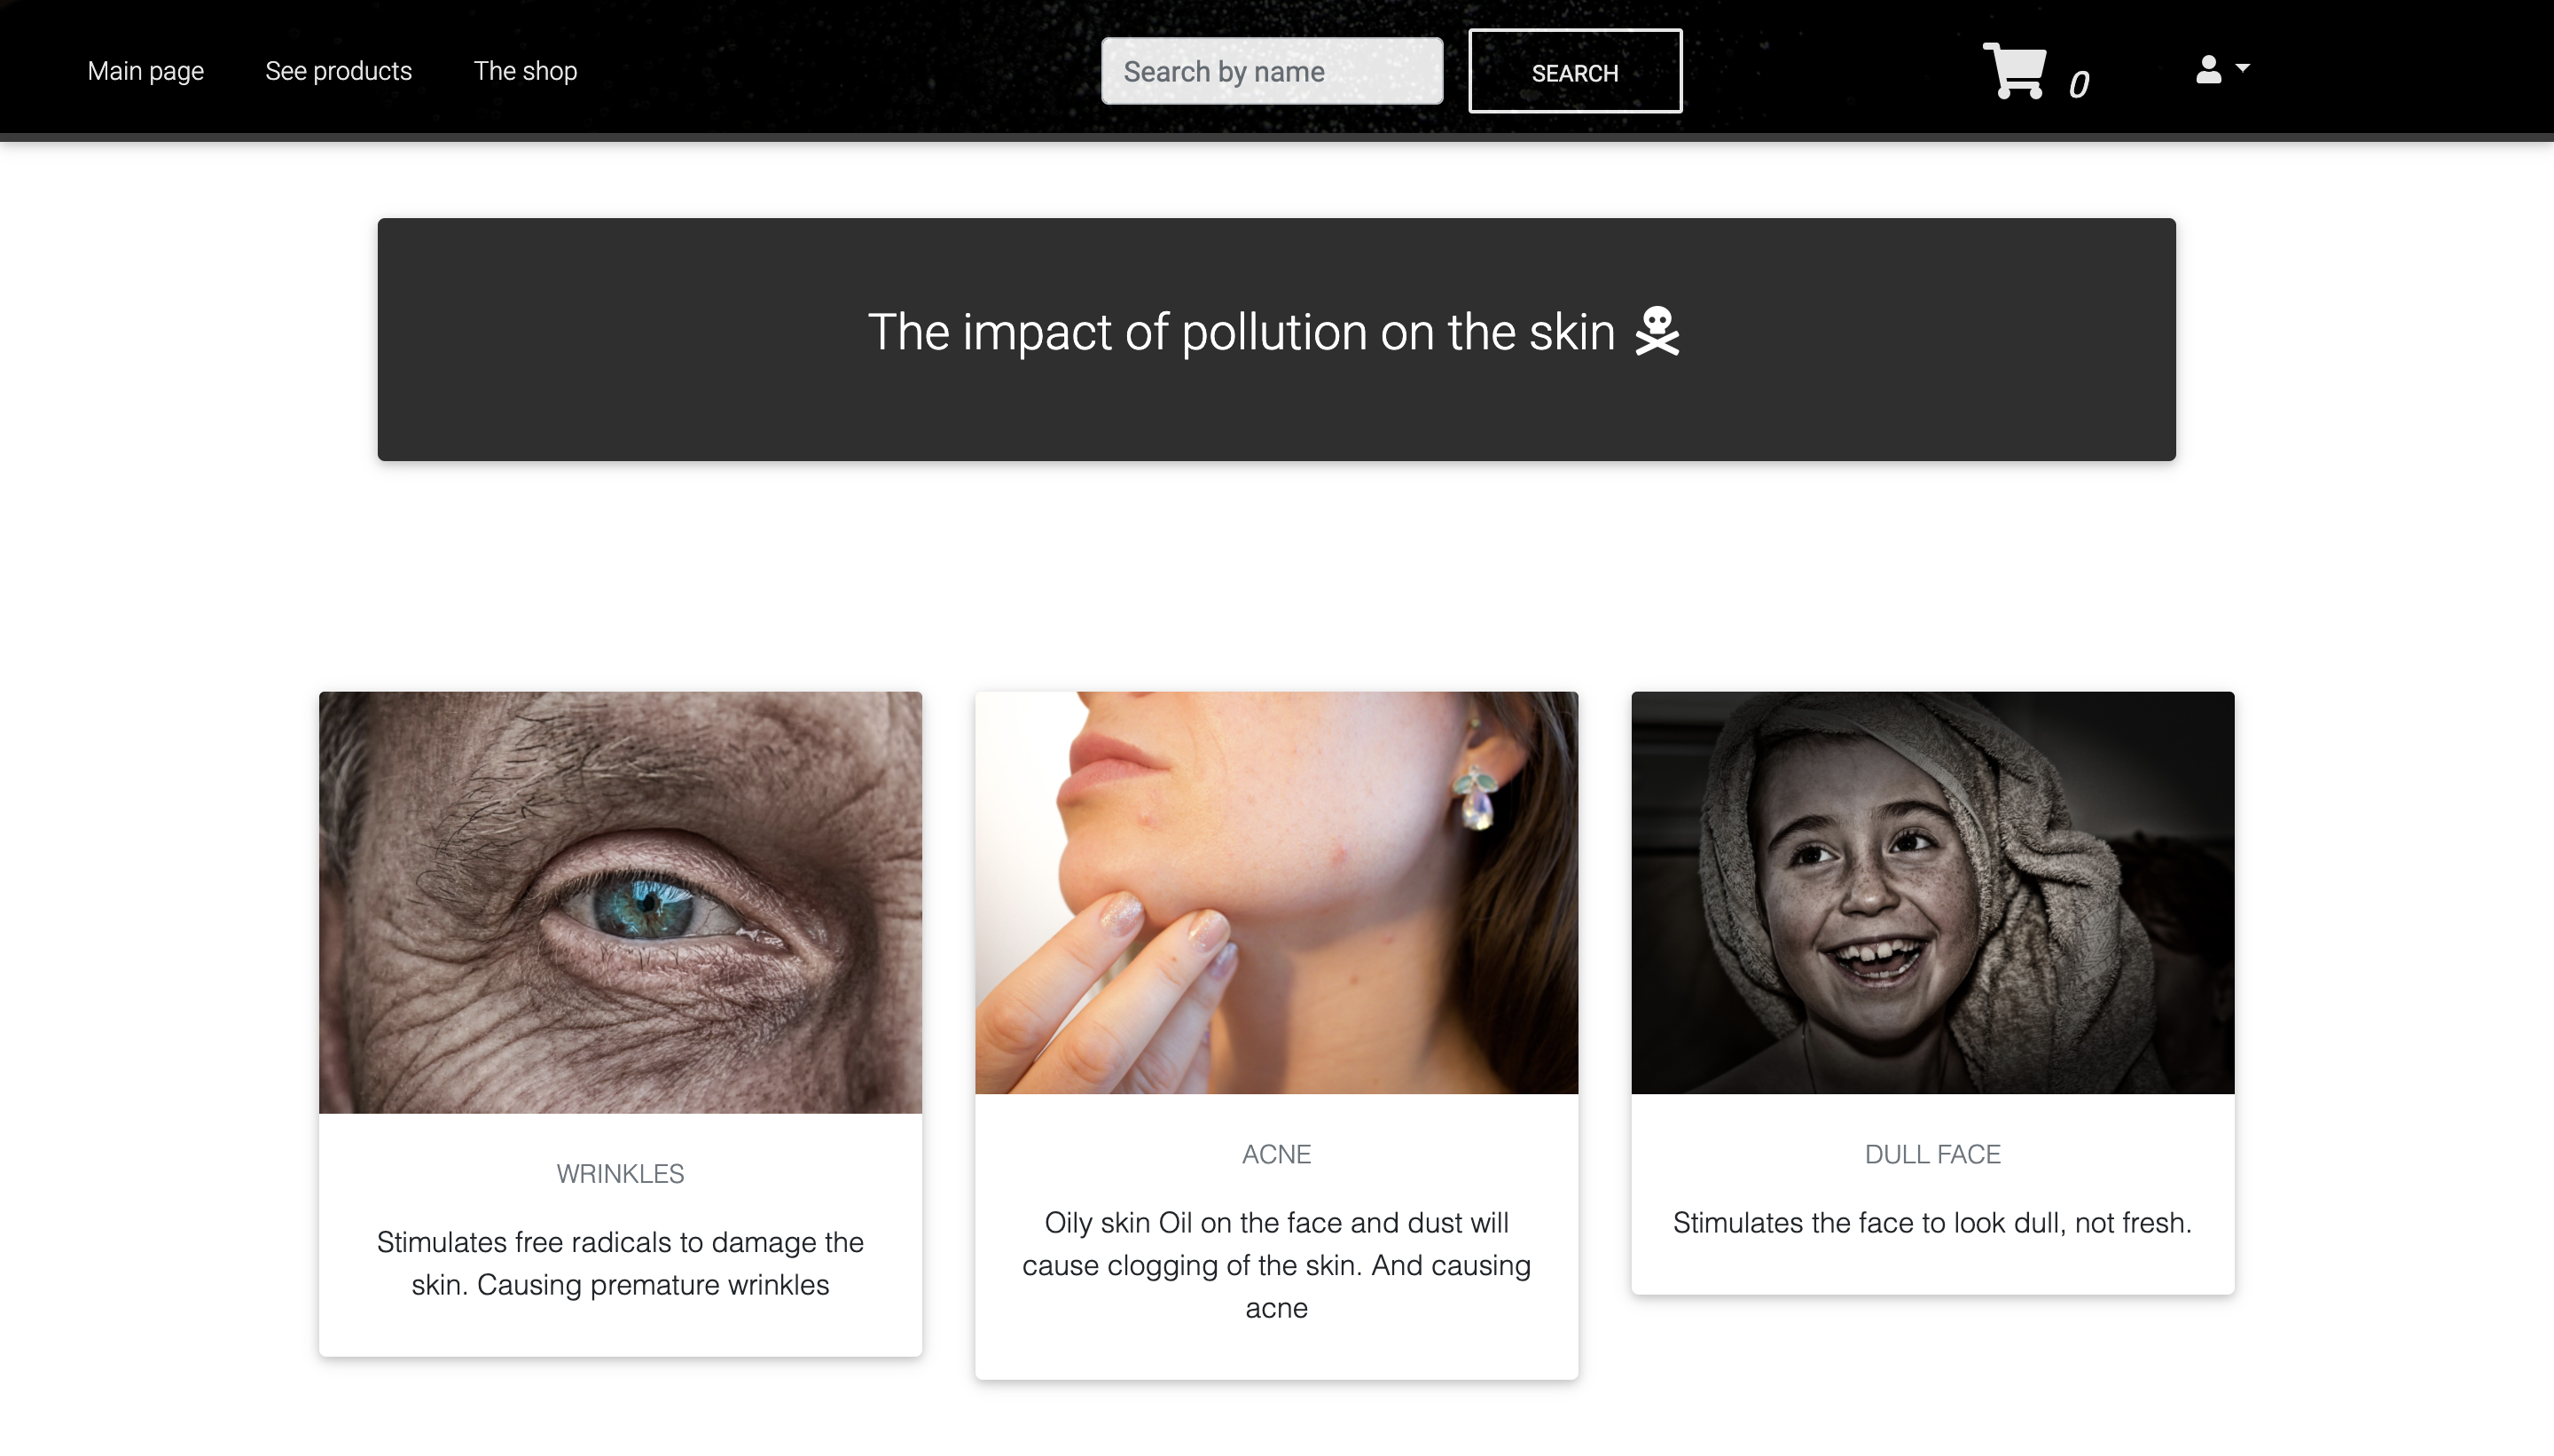 Main page
See products
The shop
Search by name
SEARCH
0
The impact of pollution on the skin
WRINKLES
Stimulates free radicals to damage the
skin. Causing premature wrinkles
ACNE
Oily skin Oil on the face and dust will
cause clogging of the skin. And causing
acne
DULL FACE
Stimulates the face to look dull, not fresh.